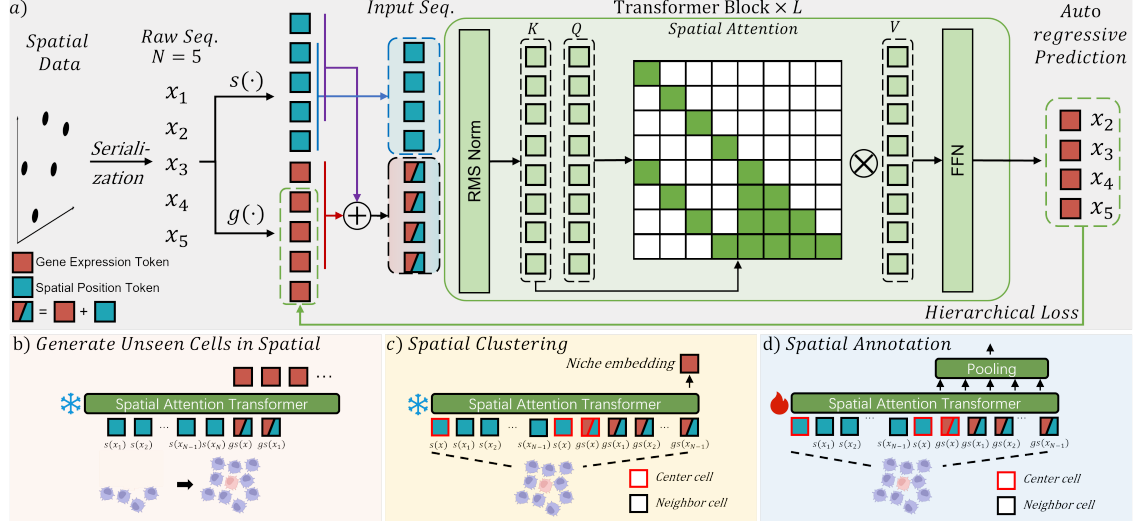 a)
Spatial
Data
Seriali-
zation
Raw Seq.
N = 5
x1
x2
x3
x4
x5
s(·)
g(·)
Input Seq.
Transformer Block × L
K
Q
Spatial Attention
V
RMS Norm
FFN
Auto
regressive
Prediction
x2
x3
x4
x5
Hierarchical Loss
Gene Expression Token
Spatial Position Token
= +
b) Generate Unseen Cells in Spatial
...
Spatial Attention Transformer
...
s(x1) s(x2) s(xN−1) s(xN) gs(x) gs(x1)
c) Spatial Clustering
Niche embedding
Spatial Attention Transformer
... ...
s(x) s(x1) s(x2) s(xN−1) s(x) gs(x) gs(x1) gs(x2) gs(xN−1)
Center cell
Neighbor cell
d) Spatial Annotation
Pooling
Spatial Attention Transformer
... ...
s(x1) s(x2) s(xN−1) s(x) gs(x) gs(x1) gs(x2) gs(xN−1)
Center cell
Neighbor cell